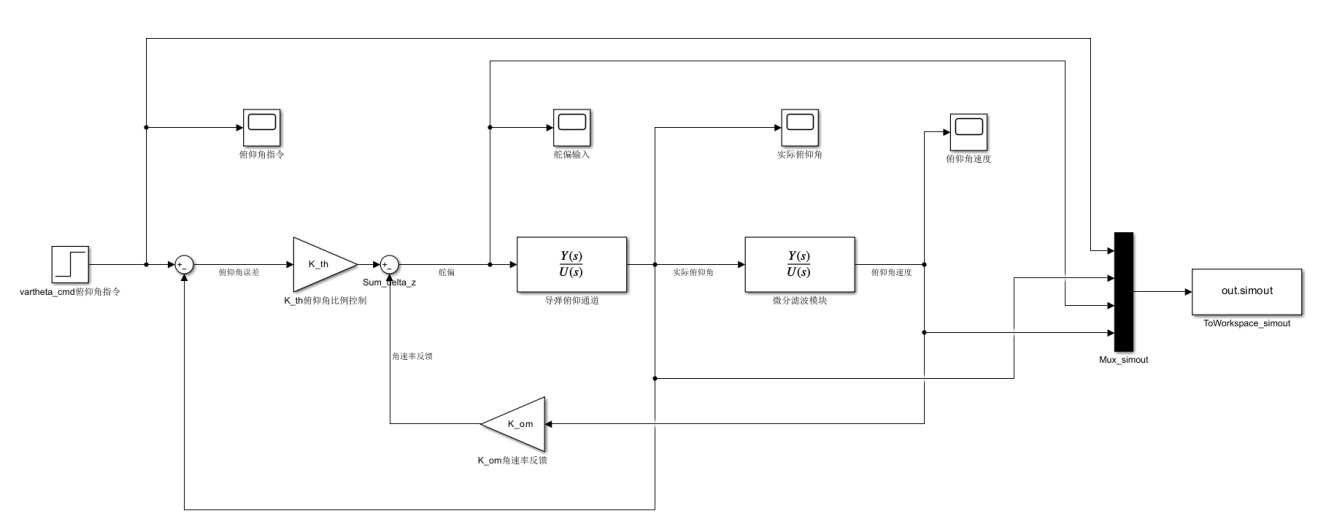 俯仰角指令
舵偏输入
实际俯仰角
俯仰角速度
vartheta_cmd俯仰角指令
+
-
俯仰角误差
K_th
K_th俯仰角比例控制
+
-
Sum_delta_z
舵偏
Y(s)
U(s)
导弹俯仰通道
实际俯仰角
Y(s)
U(s)
微分滤波模块
俯仰角速度
Mux_simout
out.simout
ToWorkspace_simout
角速率反馈
K_om
K_om角速率反馈